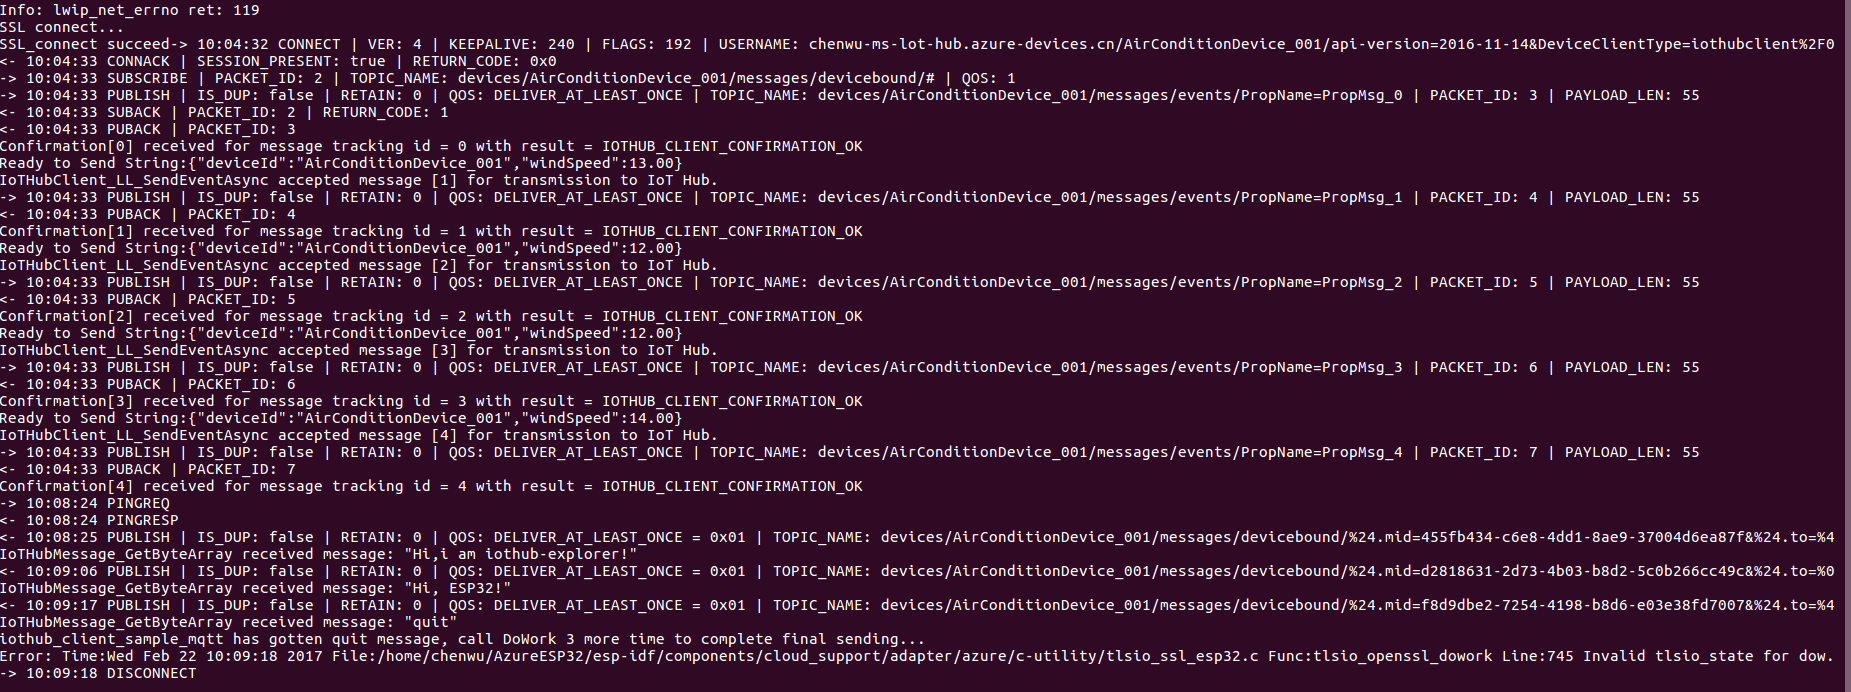 Info: lwip_net_errno ret: 119
SSL connect...
SSL_connect succeed-> 10:04:32 CONNECT | VER: 4 | KEEPALIVE: 240 | FLAGS: 192 | USERNAME: chenwu-ms-lot-hub.azure-devices.cn/AirConditionDevice_001/api-version=2016-11-14&DeviceClientType=iothubclient%2F0
<- 10:04:33 CONNACK | SESSION_PRESENT: true | RETURN_CODE: 0x0
-> 10:04:33 SUBSCRIBE | PACKET_ID: 2 | TOPIC_NAME: devices/AirConditionDevice_001/messages/devicebound/# | QOS: 1
-> 10:04:33 PUBLISH | IS_DUP: false | RETAIN: 0 | QOS: DELIVER_AT_LEAST_ONCE | TOPIC_NAME: devices/AirConditionDevice_001/messages/events/PropName=PropMsg_0 | PACKET_ID: 3 | PAYLOAD_LEN: 55
<- 10:04:33 SUBACK | PACKET_ID: 2 | RETURN_CODE: 1
<- 10:04:33 PUBACK | PACKET_ID: 3
Confirmation[0] received for message tracking id = 0 with result = IOTHUB_CLIENT_CONFIRMATION_OK
Ready to Send String:{"deviceId":"AirConditionDevice_001","windSpeed":13.00}
IoTHubClient_LL_SendEventAsync accepted message [1] for transmission to IoT Hub.
-> 10:04:33 PUBLISH | IS_DUP: false | RETAIN: 0 | QOS: DELIVER_AT_LEAST_ONCE | TOPIC_NAME: devices/AirConditionDevice_001/messages/events/PropName=PropMsg_1 | PACKET_ID: 4 | PAYLOAD_LEN: 55
<- 10:04:33 PUBACK | PACKET_ID: 4
Confirmation[1] received for message tracking id = 1 with result = IOTHUB_CLIENT_CONFIRMATION_OK
Ready to Send String:{"deviceId":"AirConditionDevice_001","windSpeed":12.00}
IoTHubClient_LL_SendEventAsync accepted message [2] for transmission to IoT Hub.
-> 10:04:33 PUBLISH | IS_DUP: false | RETAIN: 0 | QOS: DELIVER_AT_LEAST_ONCE | TOPIC_NAME: devices/AirConditionDevice_001/messages/events/PropName=PropMsg_2 | PACKET_ID: 5 | PAYLOAD_LEN: 55
<- 10:04:33 PUBACK | PACKET_ID: 5
Confirmation[2] received for message tracking id = 2 with result = IOTHUB_CLIENT_CONFIRMATION_OK
Ready to Send String:{"deviceId":"AirConditionDevice_001","windSpeed":12.00}
IoTHubClient_LL_SendEventAsync accepted message [3] for transmission to IoT Hub.
-> 10:04:33 PUBLISH | IS_DUP: false | RETAIN: 0 | QOS: DELIVER_AT_LEAST_ONCE | TOPIC_NAME: devices/AirConditionDevice_001/messages/events/PropName=PropMsg_3 | PACKET_ID: 6 | PAYLOAD_LEN: 55
<- 10:04:33 PUBACK | PACKET_ID: 6
Confirmation[3] received for message tracking id = 3 with result = IOTHUB_CLIENT_CONFIRMATION_OK
Ready to Send String:{"deviceId":"AirConditionDevice_001","windSpeed":14.00}
IoTHubClient_LL_SendEventAsync accepted message [4] for transmission to IoT Hub.
-> 10:04:33 PUBLISH | IS_DUP: false | RETAIN: 0 | QOS: DELIVER_AT_LEAST_ONCE | TOPIC_NAME: devices/AirConditionDevice_001/messages/events/PropName=PropMsg_4 | PACKET_ID: 7 | PAYLOAD_LEN: 55
<- 10:04:33 PUBACK | PACKET_ID: 7
Confirmation[4] received for message tracking id = 4 with result = IOTHUB_CLIENT_CONFIRMATION_OK
-> 10:08:24 PINGREQ
<- 10:08:24 PINGRESP
<- 10:08:25 PUBLISH | IS_DUP: false | RETAIN: 0 | QOS: DELIVER_AT_LEAST_ONCE = 0x01 | TOPIC_NAME: devices/AirConditionDevice_001/messages/devicebound/%24.mid=455fb434-c6e8-4dd1-8ae9-37004d6ea87f&%24.to=%4
IoTHubMessage_GetByteArray received message: "Hi,i am iothub-explorer!"
<- 10:09:06 PUBLISH | IS_DUP: false | RETAIN: 0 | QOS: DELIVER_AT_LEAST_ONCE = 0x01 | TOPIC_NAME: devices/AirConditionDevice_001/messages/devicebound/%24.mid=d2818631-2d73-4b03-b8d2-5c0b266cc49c&%24.to=%0
IoTHubMessage_GetByteArray received message: "Hi, ESP32!"
<- 10:09:17 PUBLISH | IS_DUP: false | RETAIN: 0 | QOS: DELIVER_AT_LEAST_ONCE = 0x01 | TOPIC_NAME: devices/AirConditionDevice_001/messages/devicebound/%24.mid=f8d9dbe2-7254-4198-b8d6-e03e38fd7007&%24.to=%4
IoTHubMessage_GetByteArray received message: "quit"
iothub_client_sample_mqtt has gotten quit message, call DoWork 3 more time to complete final sending...
Error: Time:Wed Feb 22 10:09:18 2017 File:/home/chenwu/AzureESP32/esp-idf/components/cloud_support/adapter/azure/c-utility/tlsio_ssl_esp32.c Func:tlsio_openssl_dowork Line:745 Invalid tlsio_state for dow.
-> 10:09:18 DISCONNECT